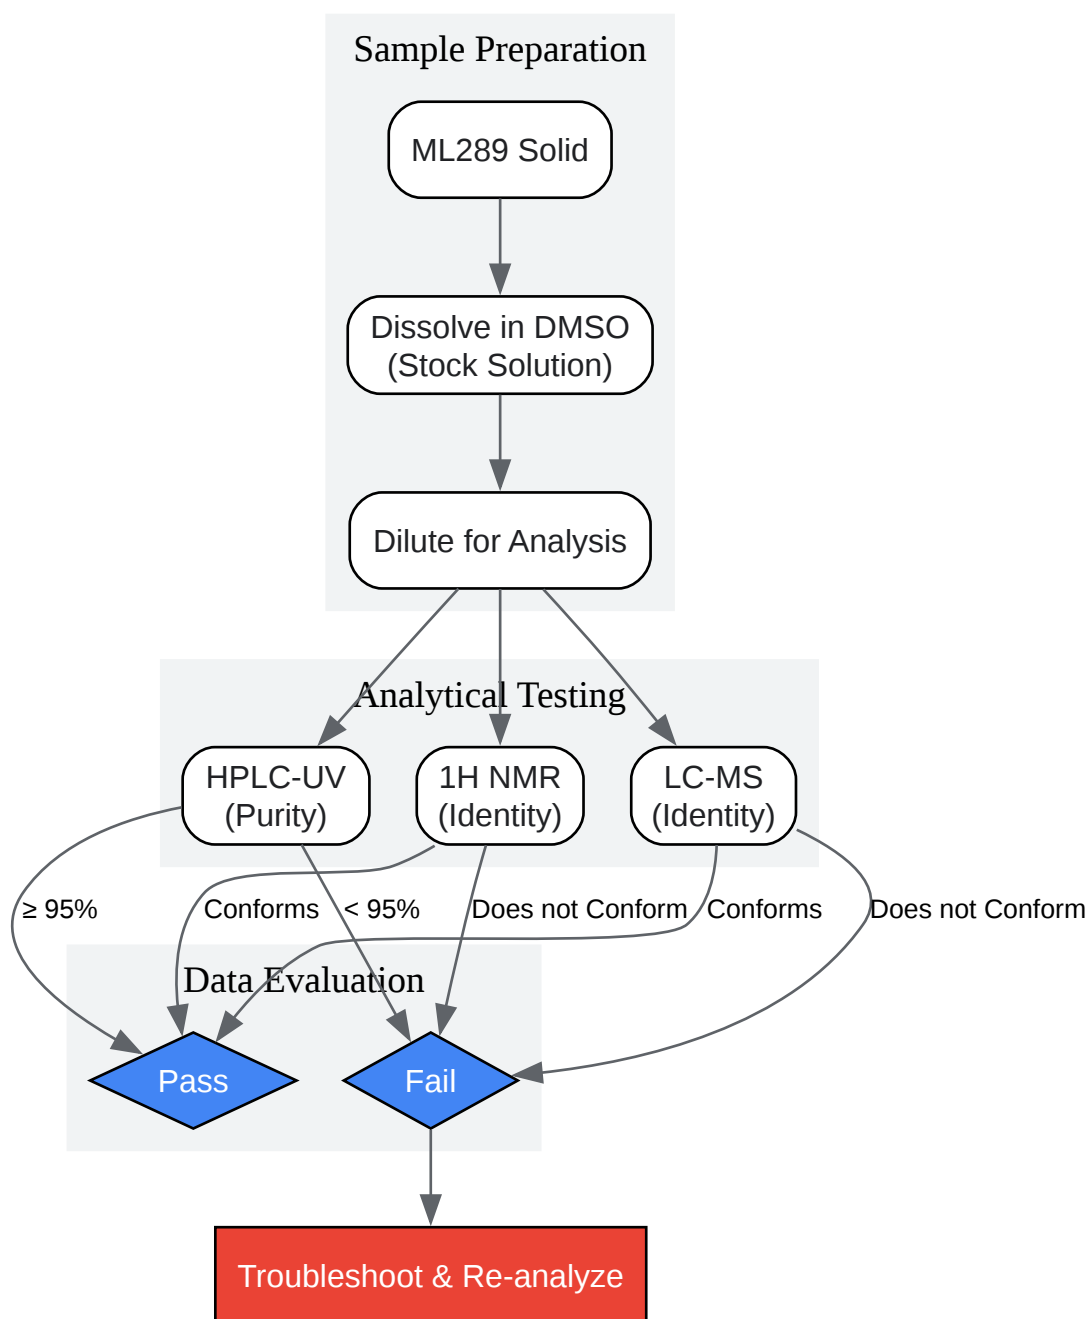 Sample Preparation
ML289 Solid
Dissolve in DMSO
(Stock Solution)
Dilute for Analysis
Analytical Testing
HPLC-UV
(Purity)
1H NMR
(Identity)
LC-MS
(Identity)
≥ 95%
Conforms
< 95%
Does not Conform
Conforms
Does not Conform
Data Evaluation
Pass
Fail
Troubleshoot & Re-analyze